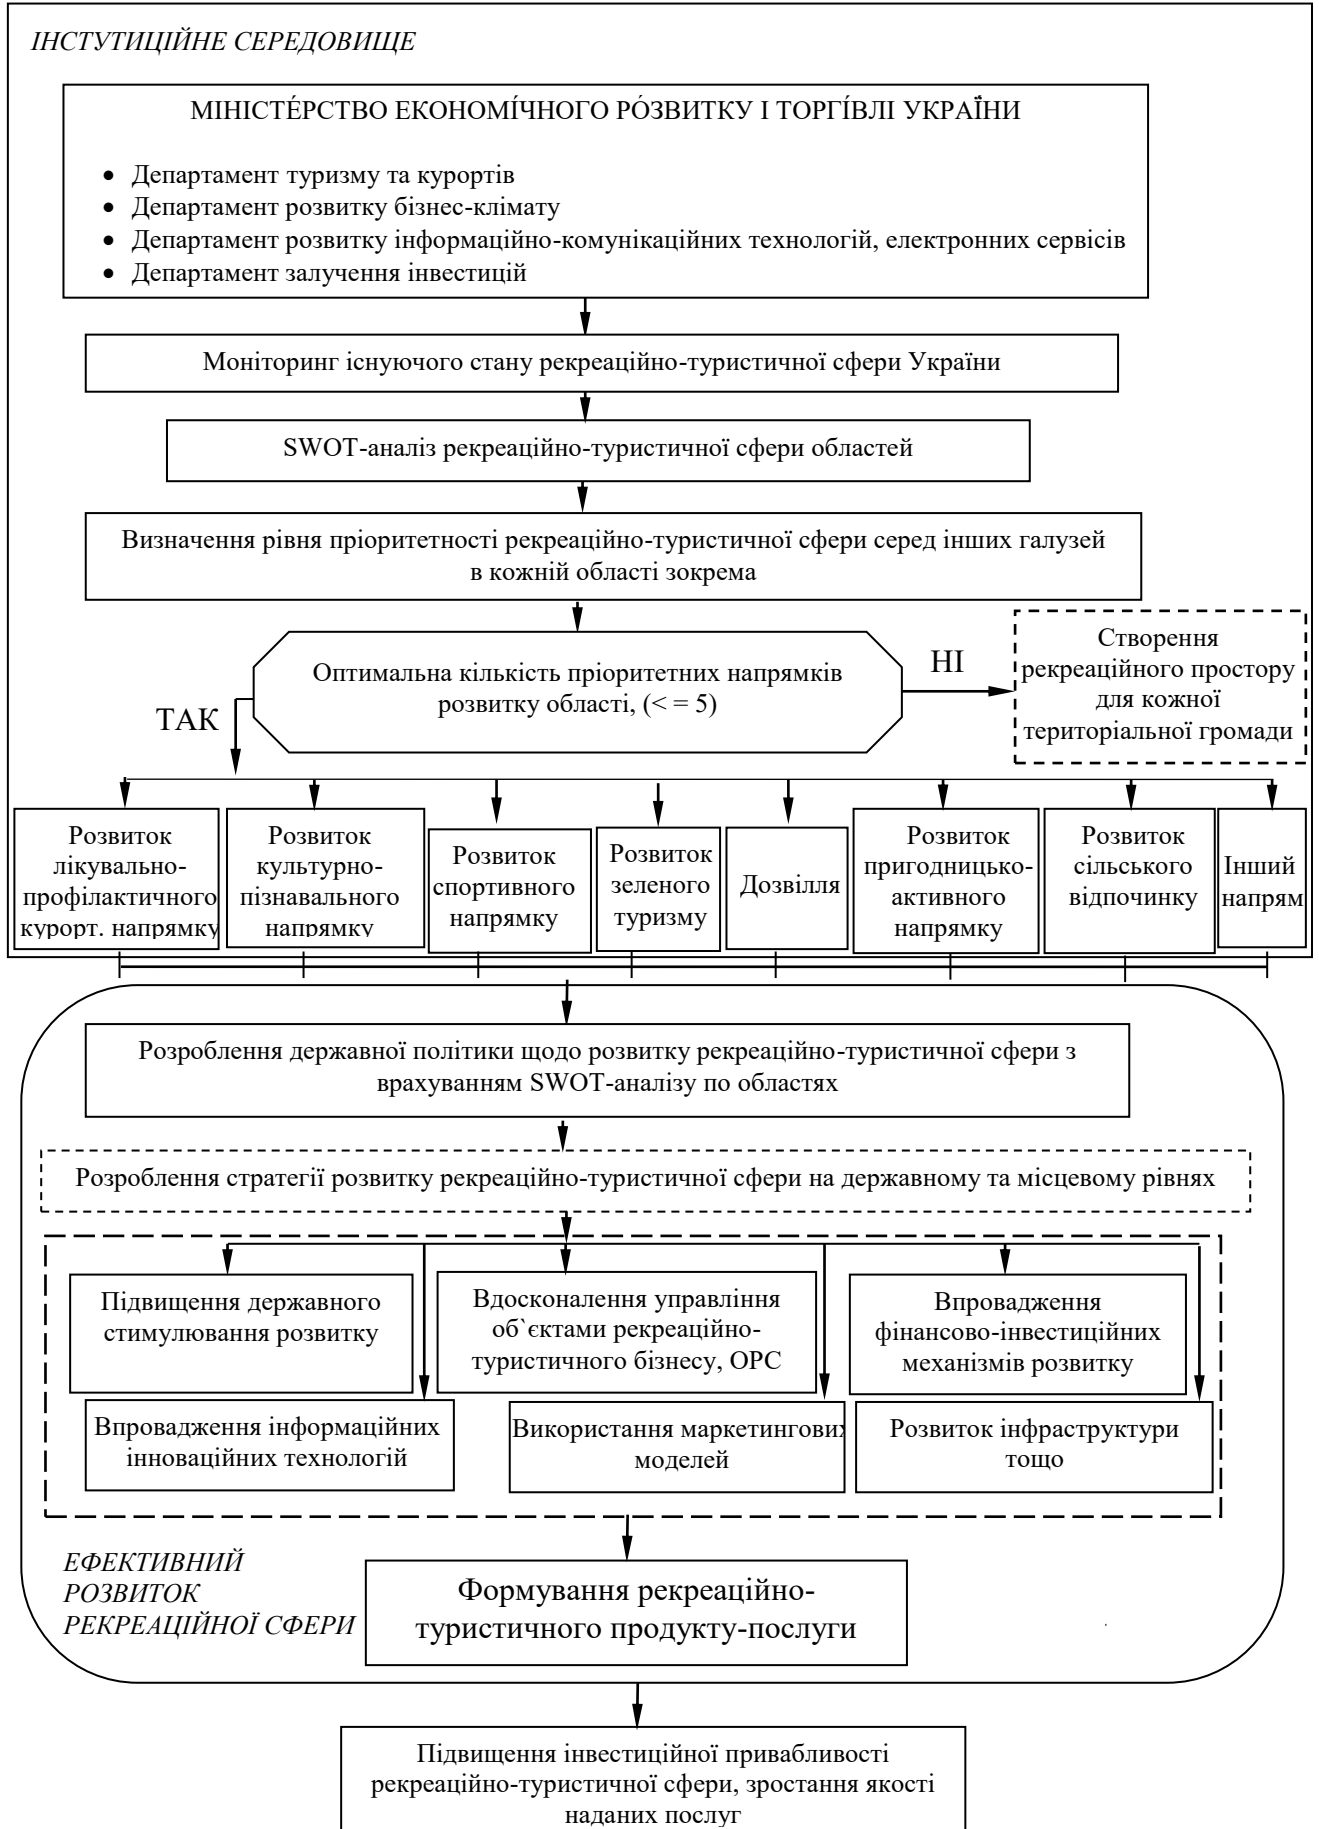 ІНСТУТИЦІЙНЕ СЕРЕДОВИЩЕ
МІНІСТЕ́РСТВО ЕКОНОМІ́ЧНОГО РО́ЗВИТКУ І ТОРГІ́ВЛІ УКРАЇ́НИ
• Департамент туризму та курортів
• Департамент розвитку бізнес-клімату
• Департамент розвитку інформаційно-комунікаційних технологій, електронних сервісів
• Департамент залучення інвестицій
Моніторинг існуючого стану рекреаційно-туристичної сфери України
SWOT-аналіз рекреаційно-туристичної сфери областей
Визначення рівня пріоритетності рекреаційно-туристичної сфери серед інших галузей
в кожній області зокрема
Оптимальна кількість пріоритетних напрямків
розвитку області, (< = 5)
НІ
Створення
рекреаційного простору
для кожної
територіальної громади
ТАК
Розвиток
лікувально-
профілактичного
курорт. напрямку
Розвиток
культурно-
пізнавального
напрямку
Розвиток
спортивного
напрямку
Розвиток
зеленого
туризму
Дозвілля
Розвиток
пригодницько-
активного
напрямку
Розвиток
сільського
відпочинку
Інший
напрям
Розроблення державної політики щодо розвитку рекреаційно-туристичної сфери з
врахуванням SWOT-аналізу по областях
Розроблення стратегії розвитку рекреаційно-туристичної сфери на державному та місцевому рівнях
Підвищення державного
стимулювання розвитку
Вдосконалення управління
об`єктами рекреаційно-
туристичного бізнесу, ОРС
Впровадження
фінансово-інвестиційних
механізмів розвитку
Впровадження інформаційних
інноваційних технологій
Використання маркетингових
моделей
Розвиток інфраструктури
тощо
ЕФЕКТИВНИЙ
РОЗВИТОК
РЕКРЕАЦІЙНОЇ СФЕРИ
Формування рекреаційно-
туристичного продукту-послуги
Підвищення інвестиційної привабливості
рекреаційно-туристичної сфери, зростання якості
наданих послуг